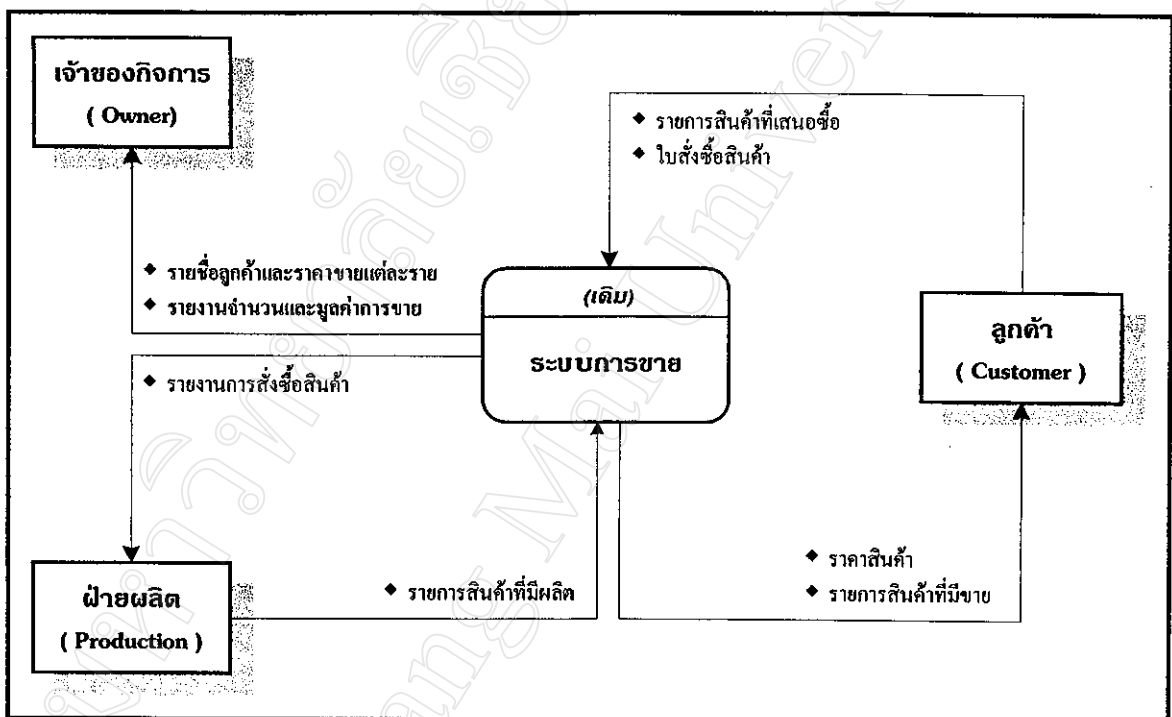 เจ้าของกิจการ
( Owner)
◆ รายการสินค้าที่เสนอซื้อ
◆ ใบสั่งซื้อสินค้า
◆ รายชื่อลูกค้าและราคาขายแต่ละราย
◆ รายงานจำนวนและมูลค่าการขาย
(เดิม)
ระบบการขาย
ลูกค้า
( Customer )
◆ รายงานการสั่งซื้อสินค้า
◆ ราคาสินค้า
◆ รายการสินค้าที่มีขาย
ฝ่ายผลิต
( Production )
◆ รายการสินค้าที่มีผลิต